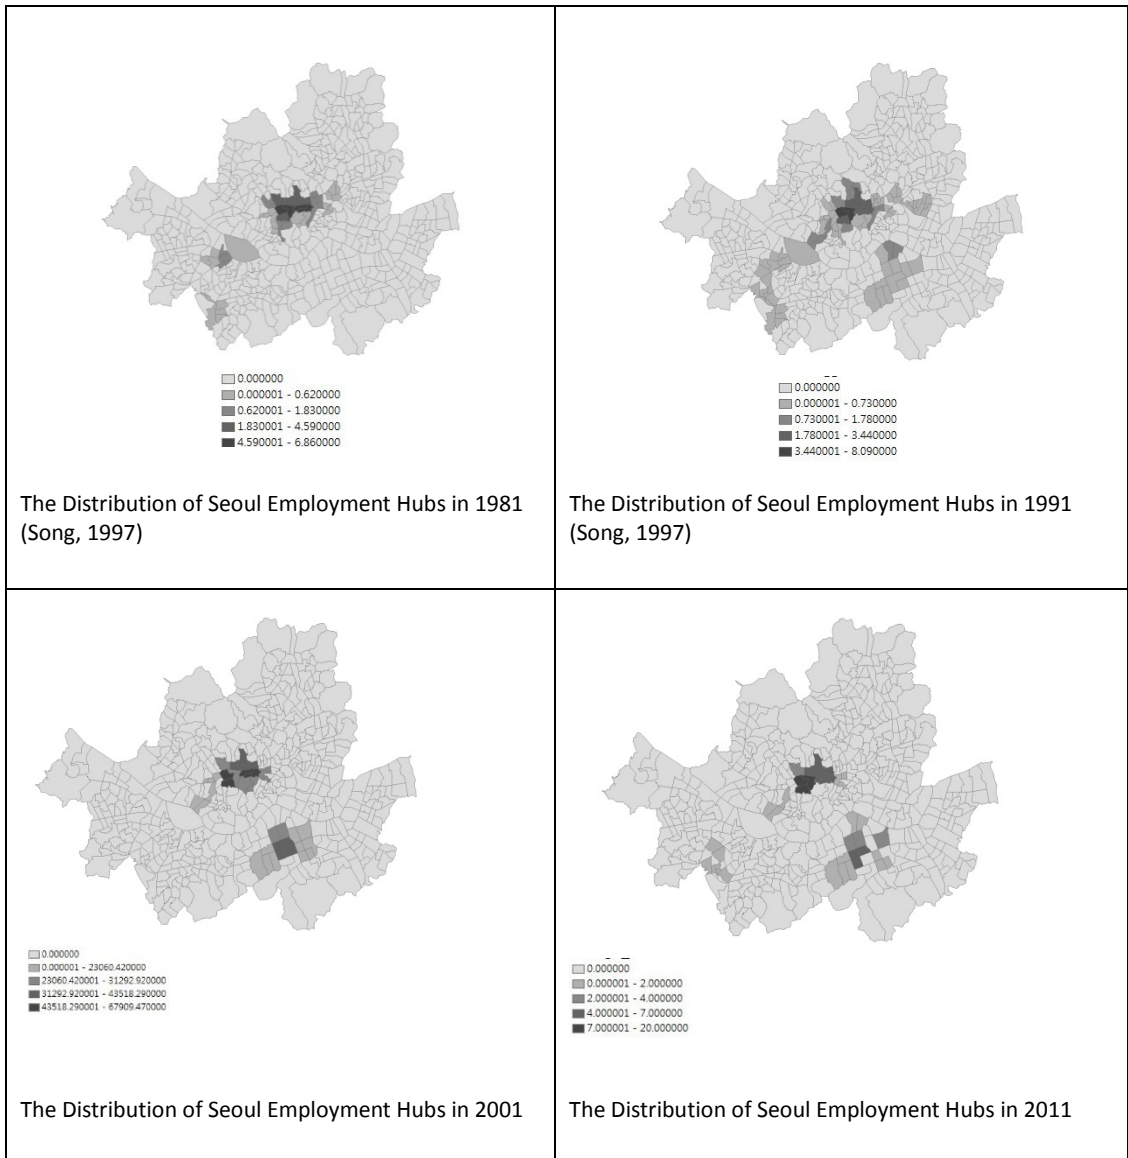 0.000000
0.000001 - 0.620000
0.620001 - 1.830000
1.830001 - 4.590000
4.590001 - 6.860000
The Distribution of Seoul Employment Hubs in 1981
(Song, 1997)
0.000000
0.000001 - 0.730000
0.730001 - 1.780000
1.780001 - 3.440000
3.440001 - 8.090000
The Distribution of Seoul Employment Hubs in 1991
(Song, 1997)
0.000000
0.000001 - 23060.420000
23060.420001 - 31292.920000
31292.920001 - 43518.290000
43518.290001 - 67909.470000
The Distribution of Seoul Employment Hubs in 2001
0.000000
0.000001 - 2.000000
2.000001 - 4.000000
4.000001 - 7.000000
7.000001 - 20.000000
The Distribution of Seoul Employment Hubs in 2011